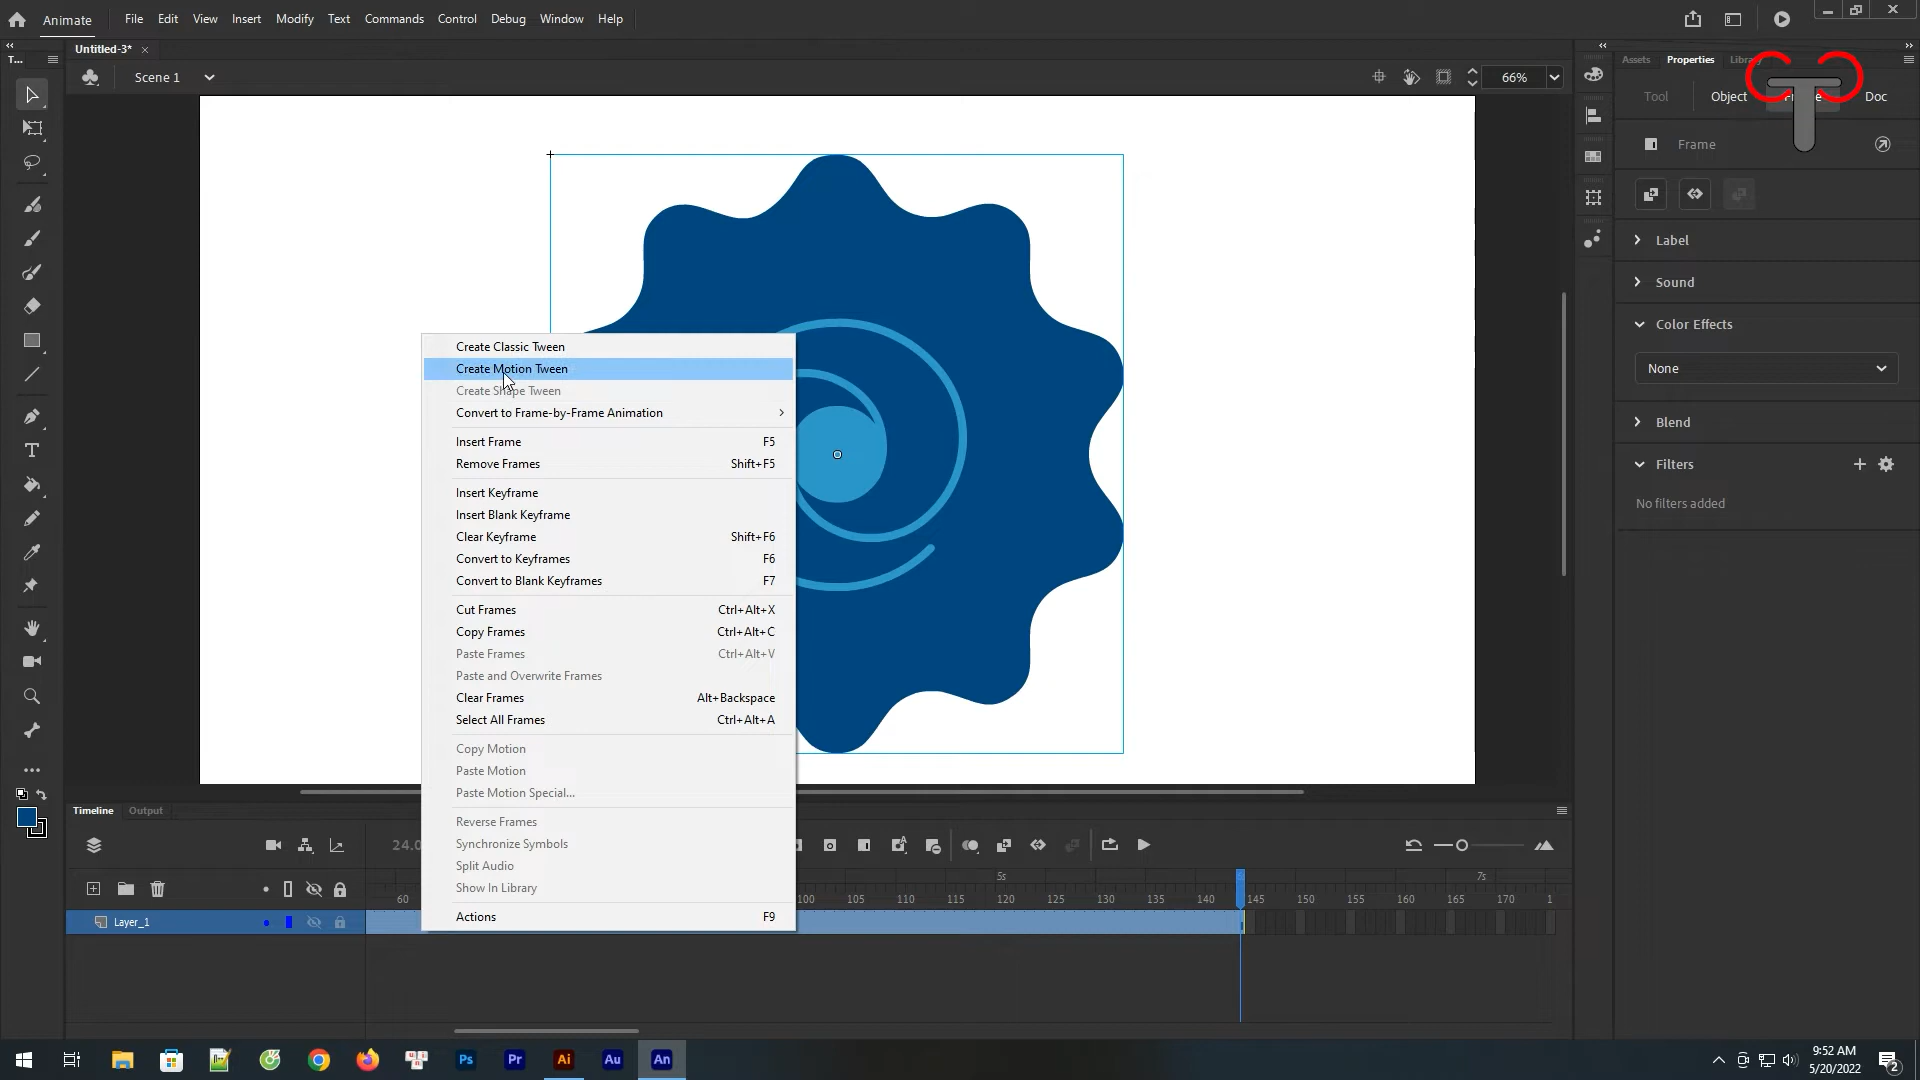 Animate File Edit View Insert Modify Text Commands Control Debug Window Help
Untitled-3*
T... Assets Properties
Scene 1 66%
Tool Object Doc
Frame
Label
Sound
Color Effects
None
Blend
Filters
No filters added
Create Classic Tween
Create Motion Tween
Create Shape Tween
Convert to Frame-by-Frame Animation
Insert Frame F5
Remove Frames Shift+F5
Insert Keyframe
Insert Blank Keyframe
Clear Keyframe Shift+F6
Convert to Keyframes F6
Convert to Blank Keyframes F7
Cut Frames Ctrl+Alt+X
Copy Frames Ctrl+Alt+C
Paste Frames Ctrl+Alt+V
Paste and Overwrite Frames
Clear Frames Alt+Backspace
Select All Frames Ctrl+Alt+A
Copy Motion
Paste Motion
Paste Motion Special...
Reverse Frames
Synchronize Symbols
Split Audio
Show In Library
Actions F9
Timeline Output
24.0
5s 7s
60 100 105 110 115 120 125 130 135 140 145 150 155 160 165 170 1
Layer_1
Ps Pr Ai Au An
9:52 AM
5/20/2022
2